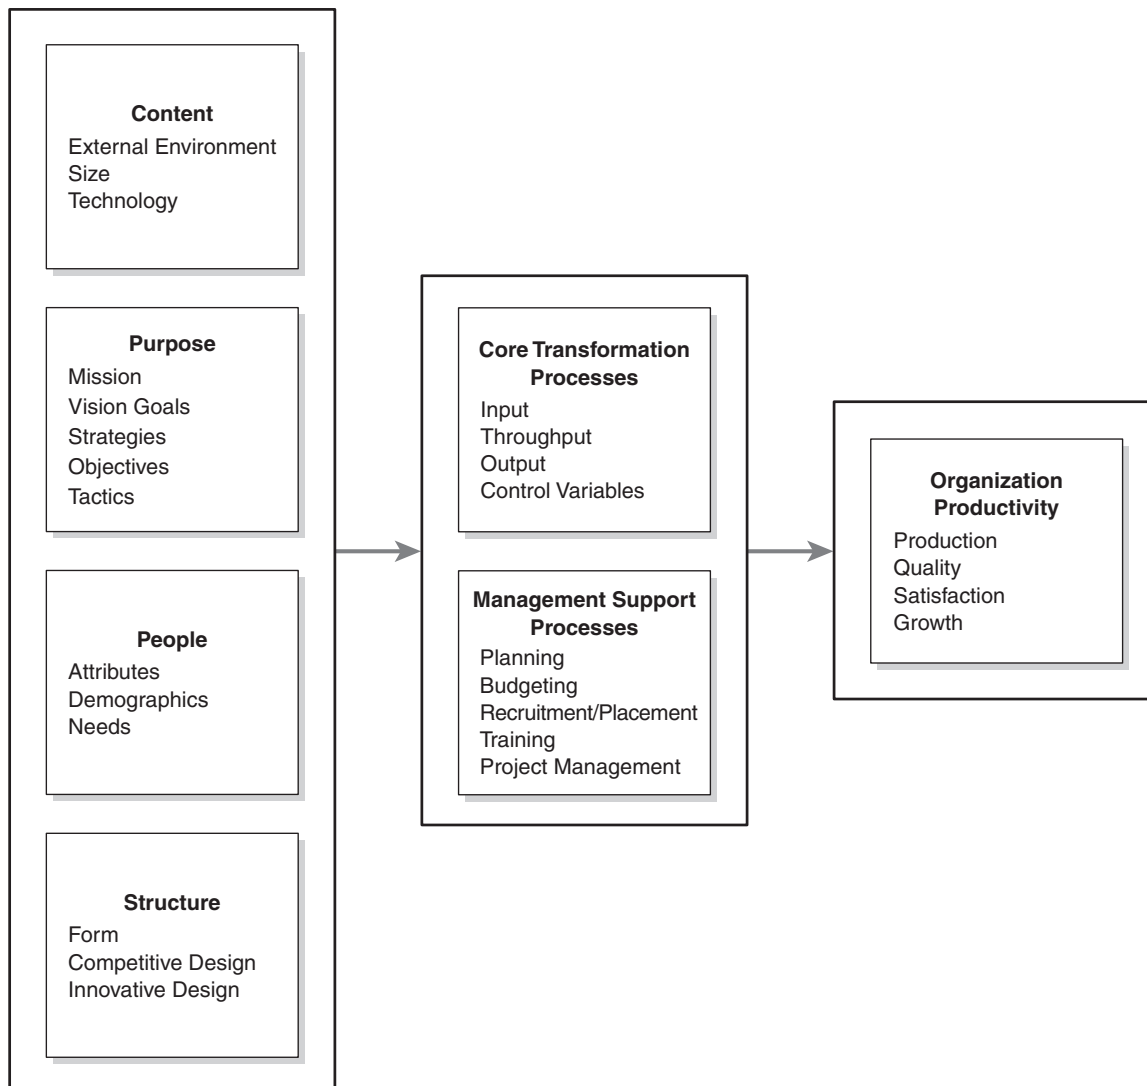 Content
External Environment
Size
Technology
Purpose
Mission
Vision Goals
Strategies
Objectives
Tactics
People
Attributes
Demographics
Needs
Structure
Form
Competitive Design
Innovative Design
Core Transformation
Processes
Input
Throughput
Output
Control Variables
Management Support
Processes
Planning
Budgeting
Recruitment/Placement
Training
Project Management
Organization
Productivity
Production
Quality
Satisfaction
Growth